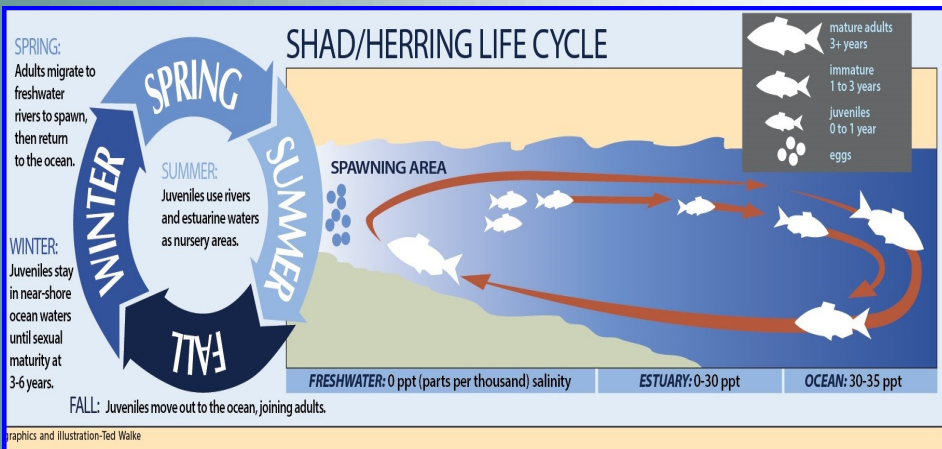 SHAD/HERRING LIFE CYCLE
SPRING:
Adults migrate to
freshwater
rivers to spawn,
then return
to the ocean.
SPRING
SUMMER
FALL
WINTER
SUMMER:
Juveniles use rivers
and estuarine waters
as nursery areas.
WINTER:
Juveniles stay
in near-shore
ocean waters
until sexual
maturity at
3-6 years.
FALL: Juveniles move out to the ocean, joining adults.
mature adults
3+ years
immature
1 to 3 years
juveniles
0 to 1 year
eggs
SPAWNING AREA
FRESHWATER: 0 ppt (parts per thousand) salinity
ESTUARY: 0-30 ppt
OCEAN: 30-35 ppt
graphics and illustration-Ted Walke